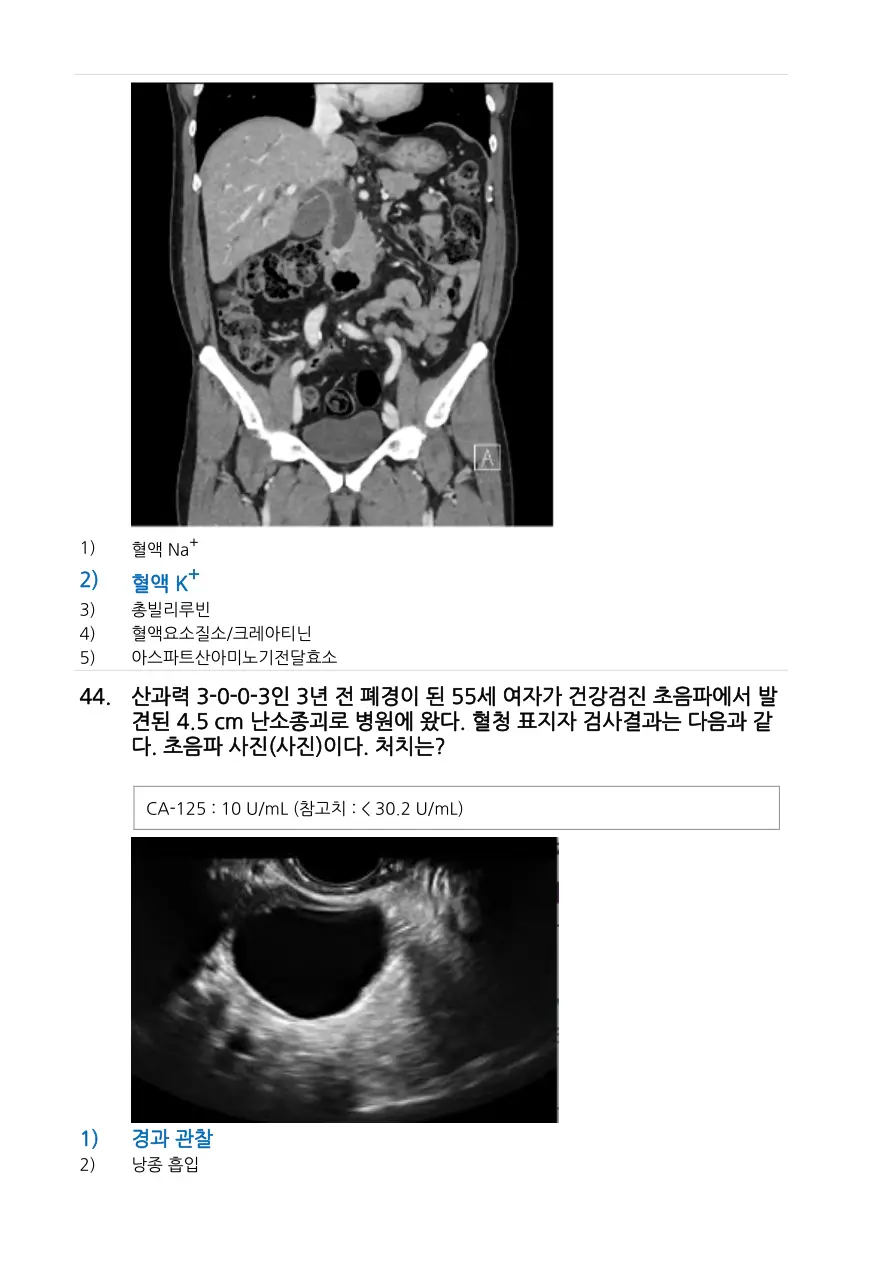 A
1) 혈액 Na+
2) 혈액 K+
3) 총빌리루빈
4) 혈액요소질소/크레아티닌
5) 아스파트산아미노기전달효소
44. 산과력 3-0-0-3인 3년 전 폐경이 된 55세 여자가 건강검진 초음파에서 발
견된 4.5 cm 난소종괴로 병원에 왔다. 혈청 표지자 검사결과는 다음과 같
다. 초음파 사진(사진)이다. 처치는?
CA-125 : 10 U/mL (참고치 : < 30.2 U/mL)
1) 경과 관찰
2) 낭종 흡입